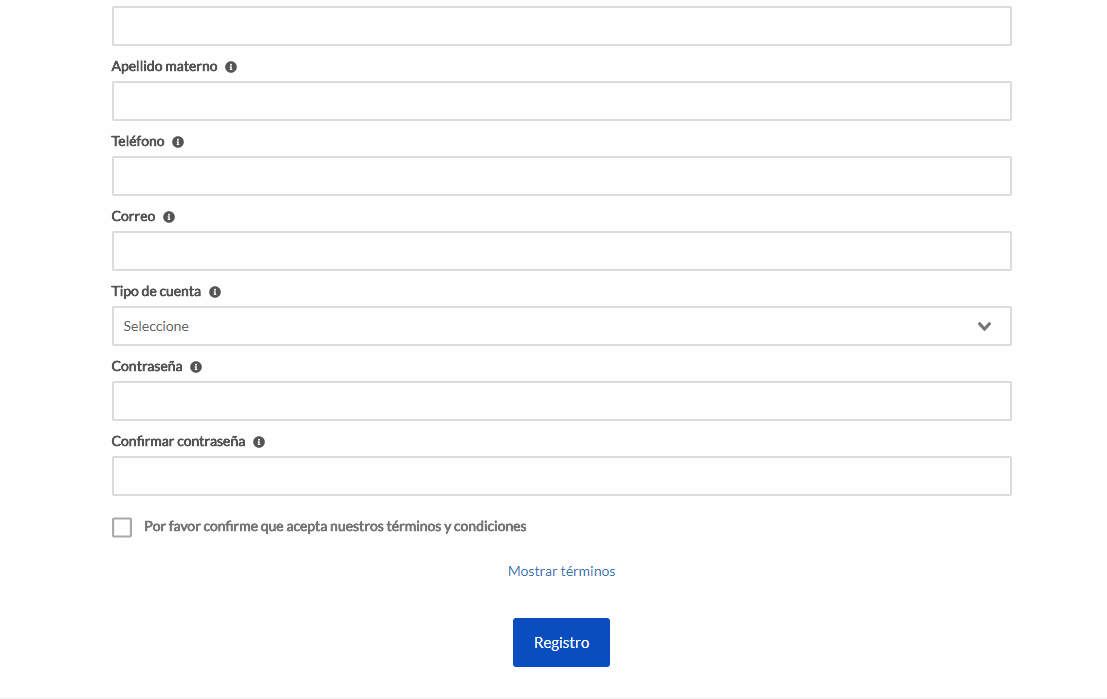 Apellido materno
Teléfono
Correo
Tipo de cuenta
Seleccione
Contraseña
Confirmar contraseña
Por favor confirme que acepta nuestros términos y condiciones
Mostrar términos
Registro